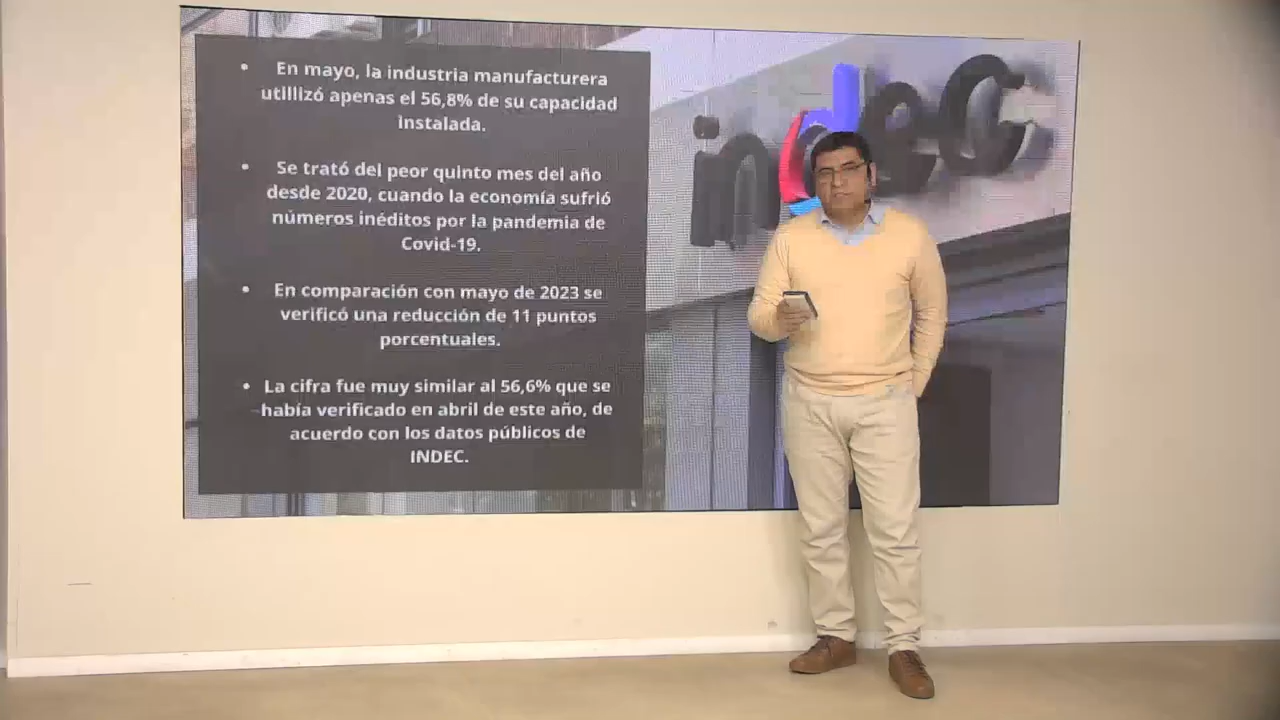 • En mayo, la industria manufacturera
utillizó apenas el 56,8% de su capacidad
instalada.
• Se trató del peor quinto mes del año
desde 2020, cuando la economía sufrió
números inéditos por la pandemia de
Covid-19.
• En comparación con mayo de 2023 se
verificó una reducción de 11 puntos
porcentuales.
• La cifra fue muy similar al 56,6% que se
había verificado en abril de este año, de
acuerdo con los datos públicos de
INDEC.
indec